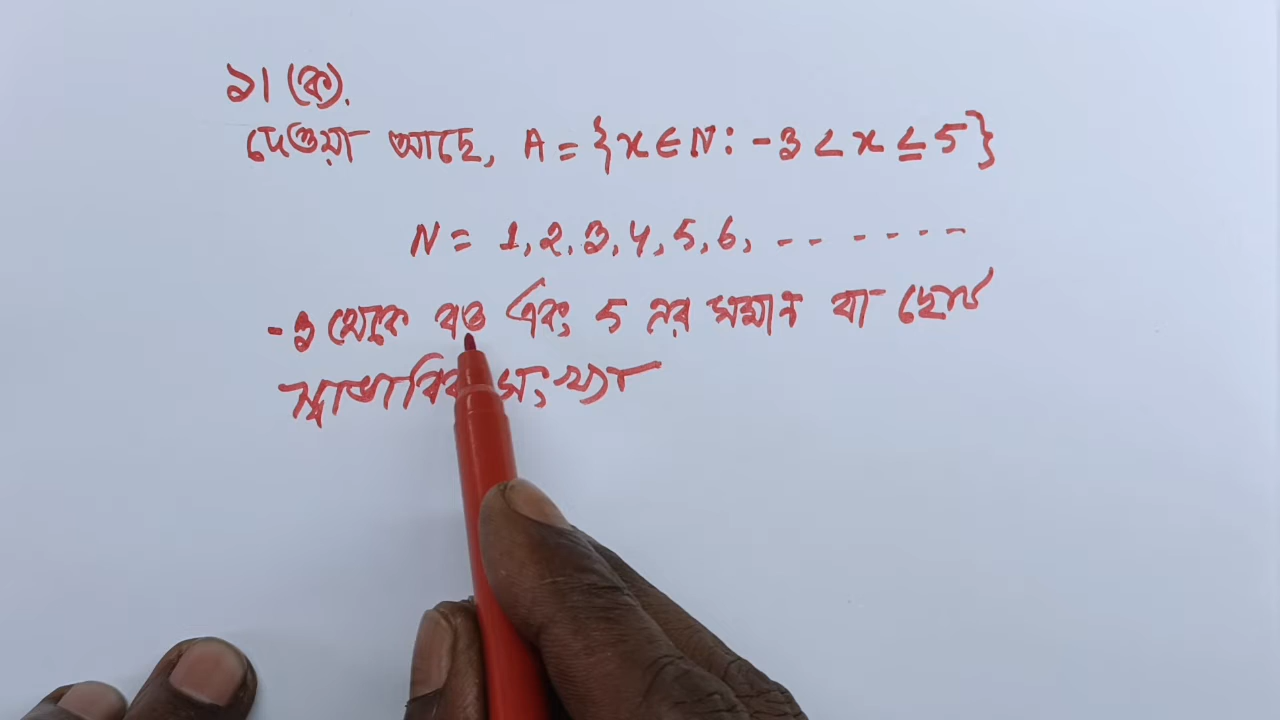 ১। (ক).
দেওয়া আছে, A = {x ∈ N : -3 < x ≤ 5}
N = 1, 2, 3, 4, 5, 6, - - - - - - -
-3 থেকে বড় এবং 5 এর সমান বা ছোট
স্বাভাবিক সংখ্যা